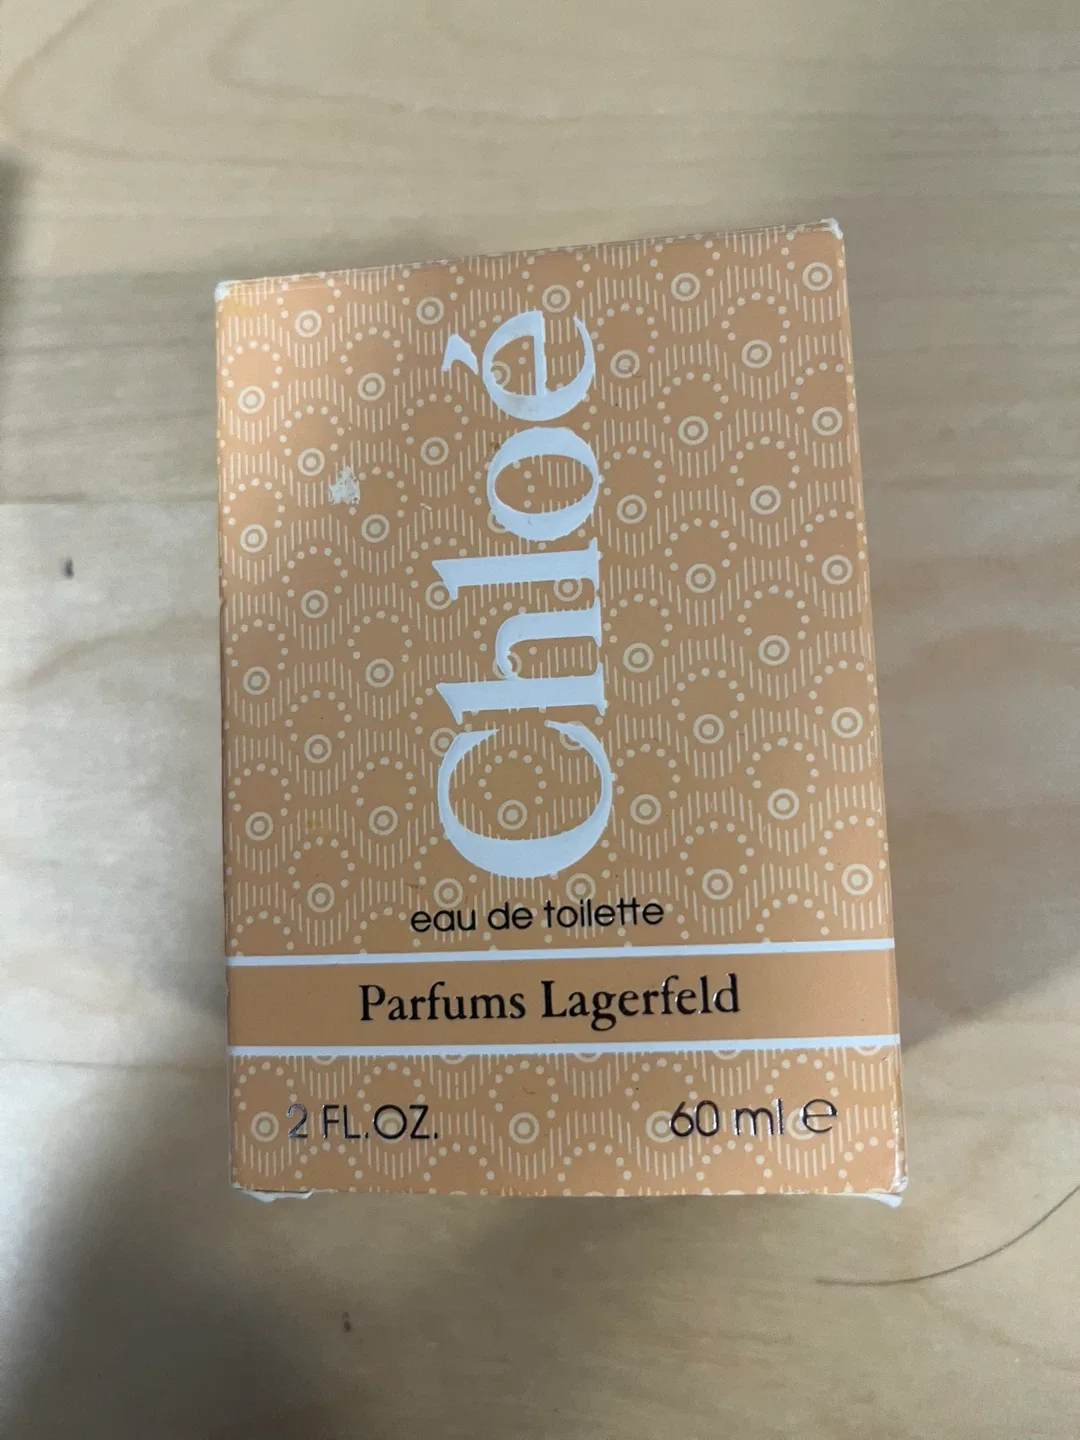 Chloé
eau de toilette
Parfums Lagerfeld
2 FL.OZ.
60 ml ℮